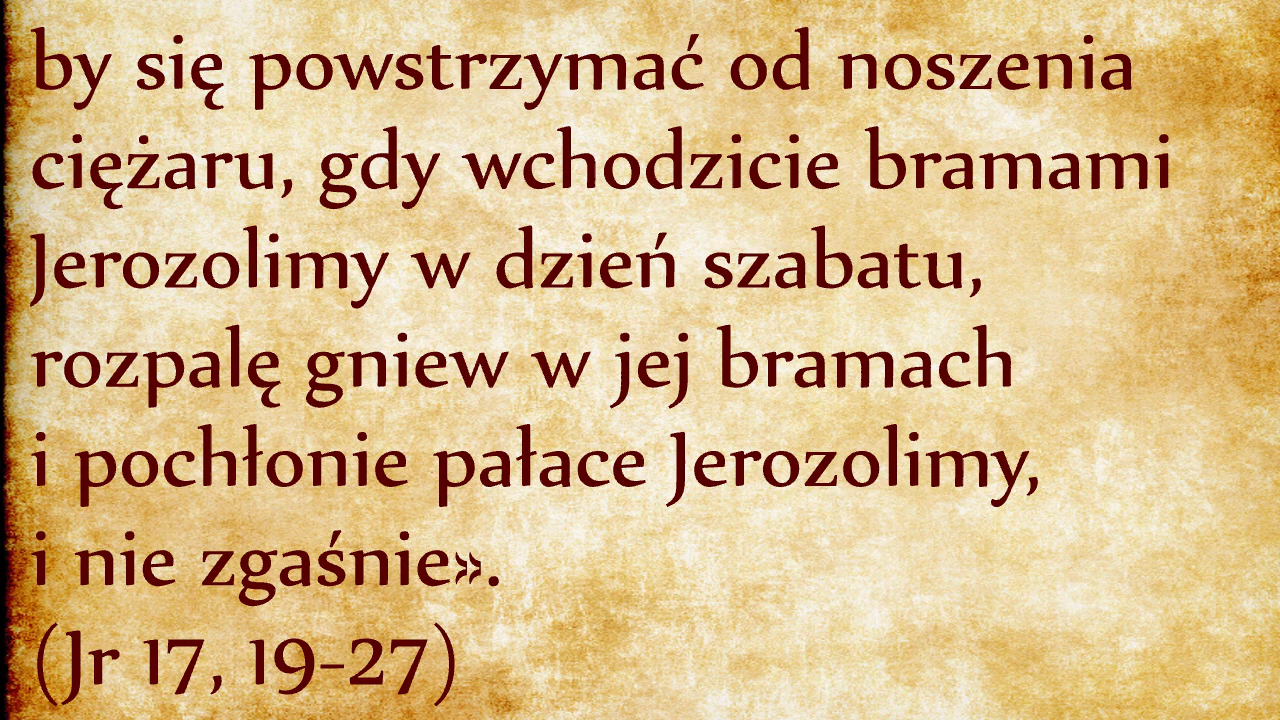 by się powstrzymać od noszenia
ciężaru, gdy wchodzicie bramami
Jerozolimy w dzień szabatu,
rozpalę gniew w jej bramach
i pochłonie pałace Jerozolimy,
i nie zgaśnie».
(Jr 17, 19-27)